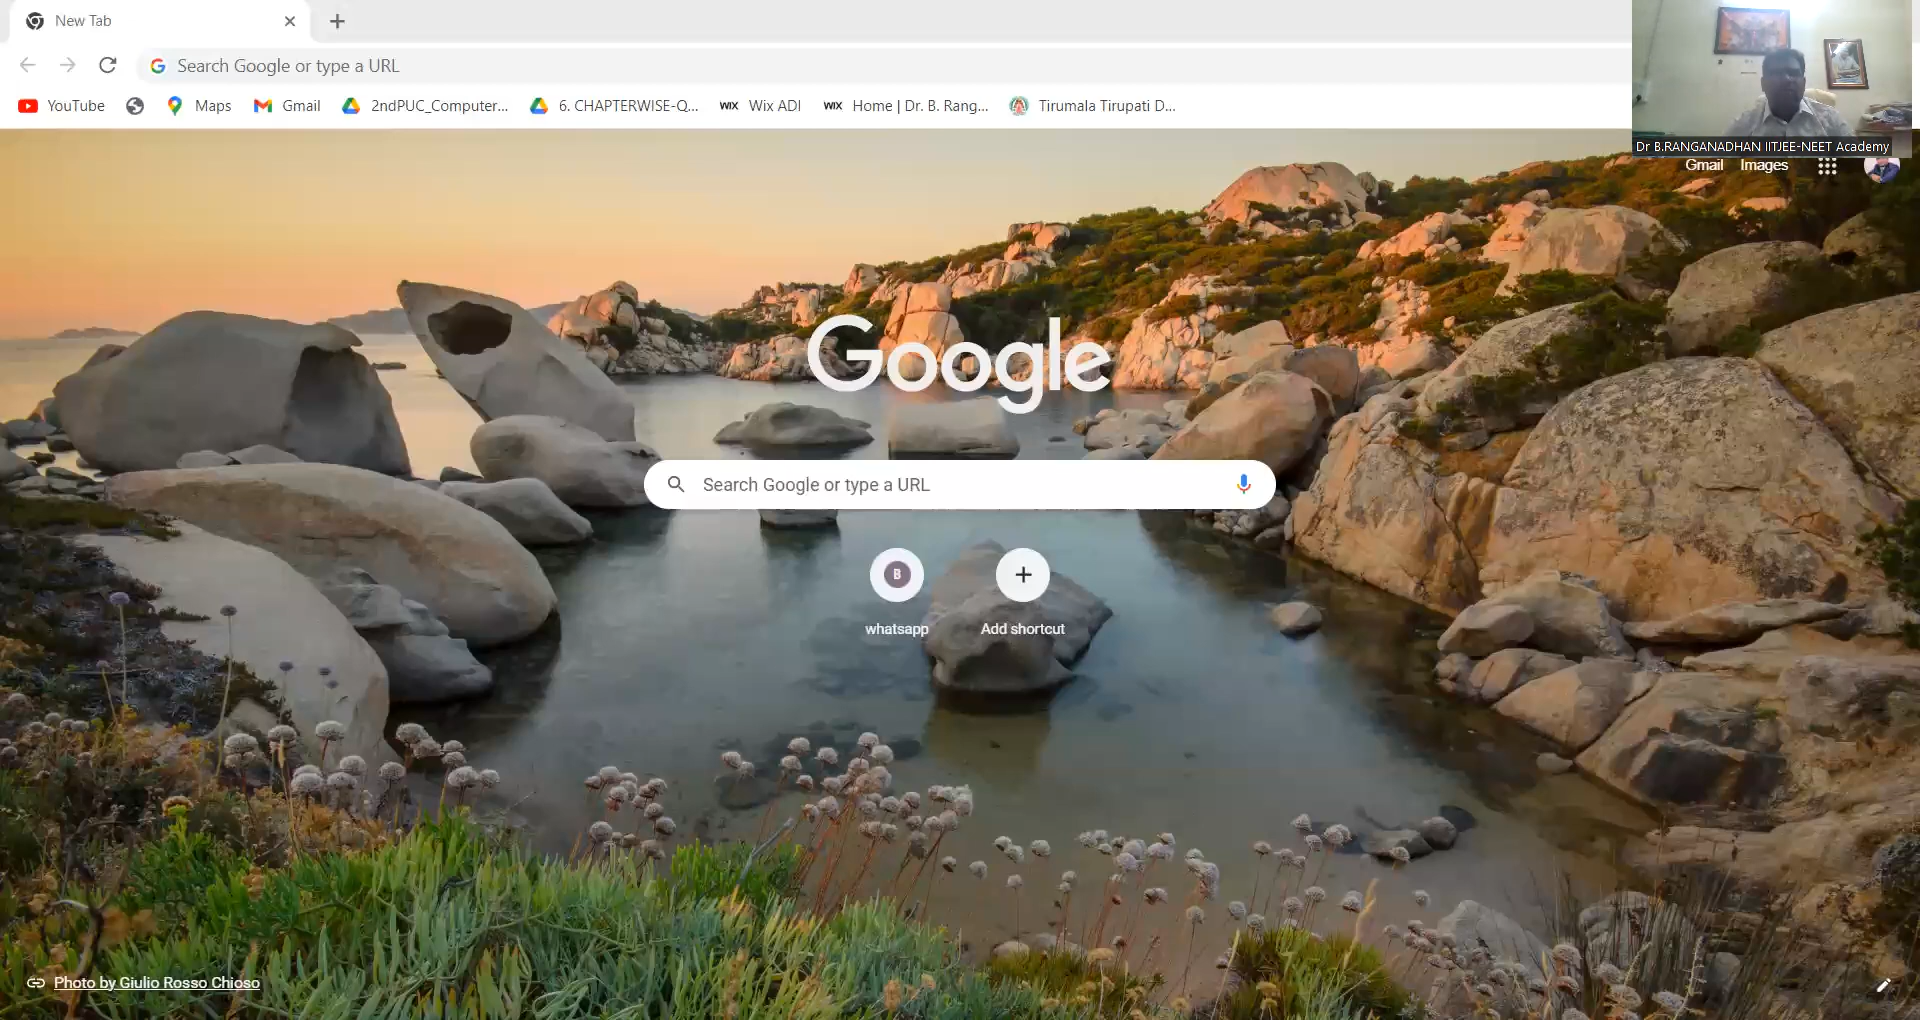 New Tab
Search Google or type a URL
YouTube Maps Gmail 2ndPUC_Computer... 6. CHAPTERWISE-Q... WIX Wix ADI WIX Home | Dr. B. Rang... Tirumala Tirupati D...
Dr B.RANGANADHAN IITJEE-NEET Academy
Gmail Images
Google
Search Google or type a URL
B
whatsapp Add shortcut
Photo by Giulio Rosso Chioso